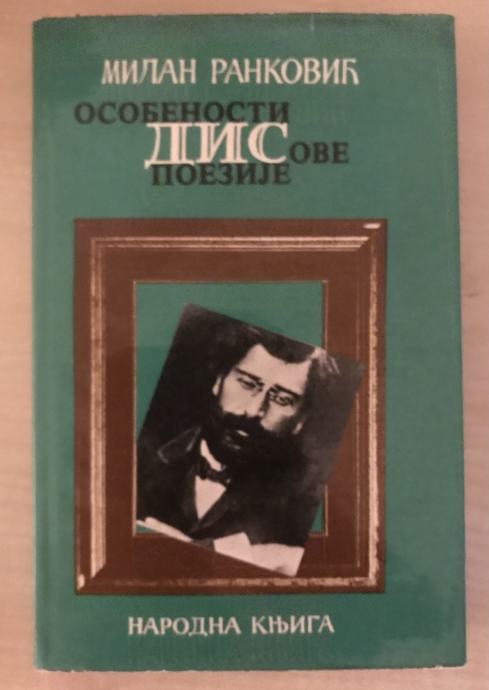 МИЛАН РАНКОВИЋ
ОСОБЕНОСТИ
ДИСОВЕ
ПОЕЗИЈЕ
НАРОДНА КЊИГА